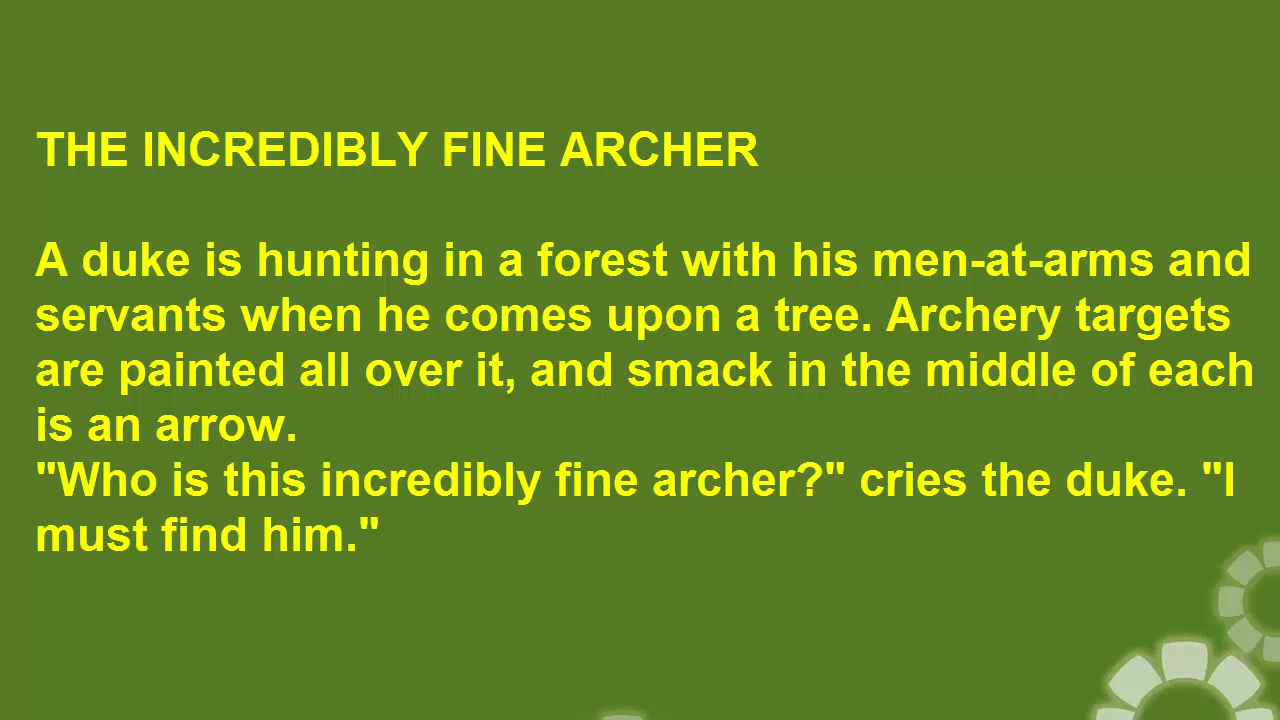 THE INCREDIBLY FINE ARCHER
A duke is hunting in a forest with his men-at-arms and
servants when he comes upon a tree. Archery targets
are painted all over it, and smack in the middle of each
is an arrow.
"Who is this incredibly fine archer?" cries the duke. "I
must find him."